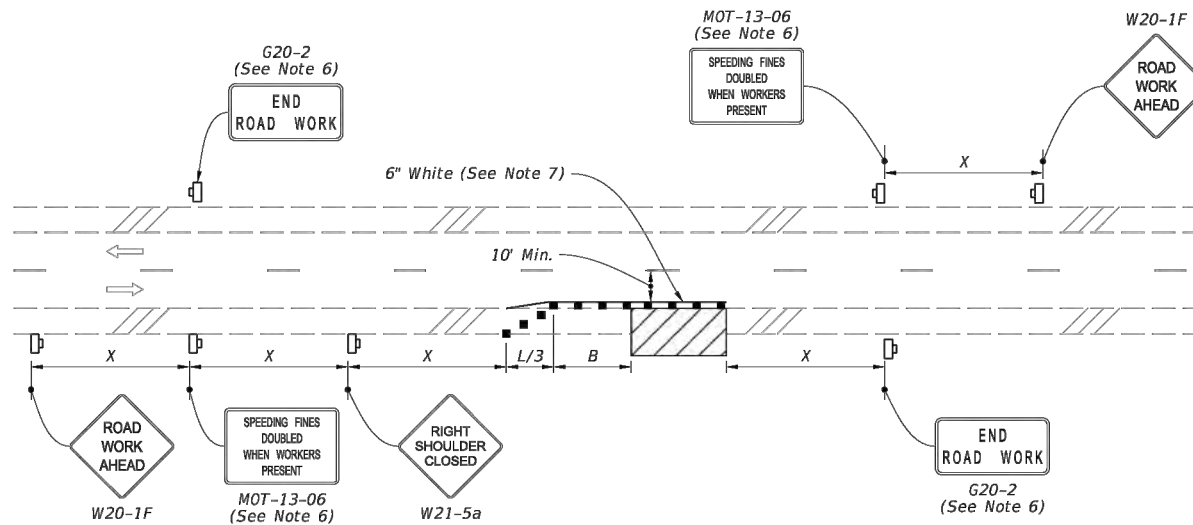 MOT-13-06
(See Note 6)
W20-1F
G20-2
(See Note 6)
SPEEDING FINES
DOUBLED
WHEN WORKERS
PRESENT
ROAD
WORK
AHEAD
END
ROAD WORK
6" White (See Note 7)
X
10' Min.
X
X
X
L/3
B
X
ROAD
WORK
AHEAD
SPEEDING FINES
DOUBLED
WHEN WORKERS
PRESENT
RIGHT
SHOULDER
CLOSED
END
ROAD WORK
W20-1F
MOT-13-06
(See Note 6)
W21-5a
G20-2
(See Note 6)